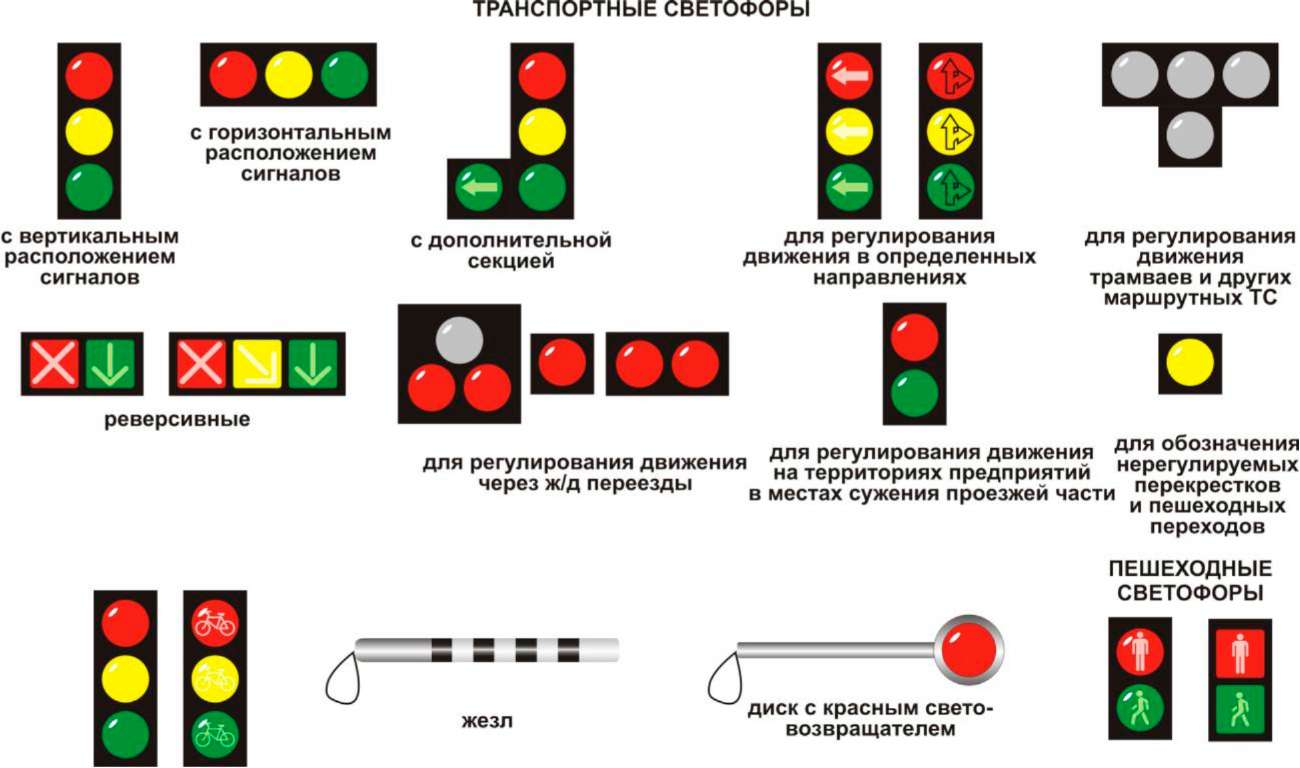 ТРАНСПОРТНЫЕ СВЕТОФОРЫ
с горизонтальным
расположением
сигналов
с вертикальным
расположением
сигналов
с дополнительной
секцией
для регулирования
движения в определенных
направлениях
для регулирования
движения
трамваев и других
маршрутных ТС
реверсивные
для регулирования движения
через ж/д переезды
для регулирования движения
на территориях предприятий
в местах сужения проезжей части
для обозначения
нерегулируемых
перекрестков
и пешеходных
переходов
жезл
диск с красным свето-
возвращателем
ПЕШЕХОДНЫЕ
СВЕТОФОРЫ